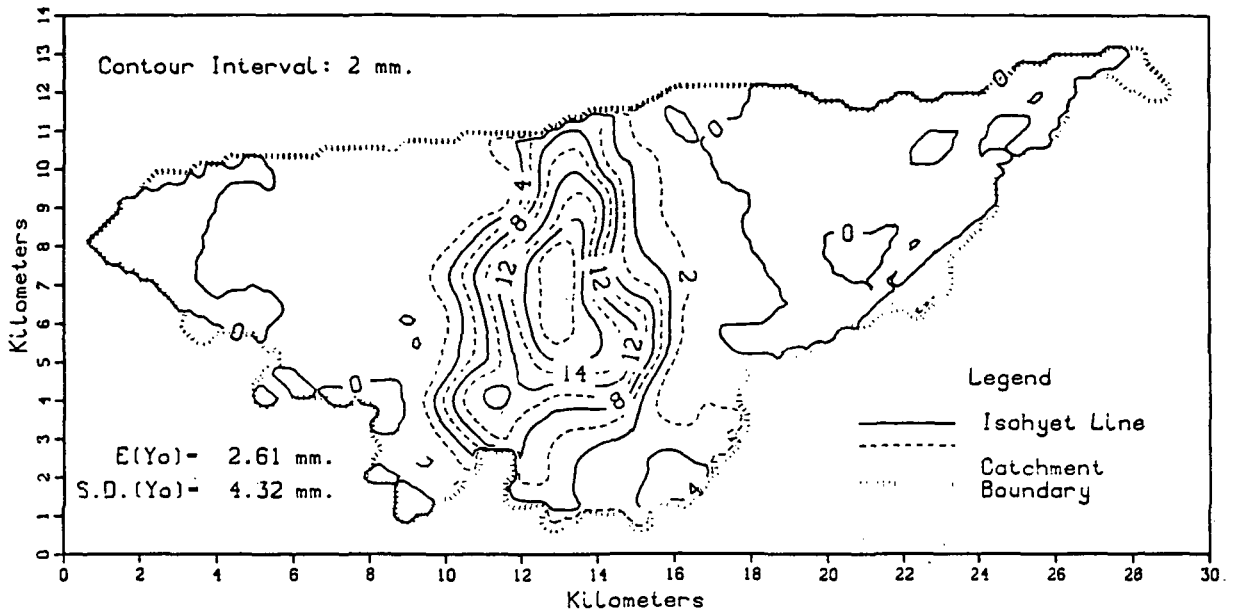 Contour Interval: 2 mm.
0
0
4
8
0
12
12
2
0
12
0
14
8
Legend
Isohyet Line
Catchment
Boundary
E(Yo)- 2.61 mm.
S.D.(Yo)- 4.32 mm.
4
Kilometers
14
13
12
11
10
9
8
7
6
5
4
3
2
1
0
0 2 4 6 8 10 12 14 16 18 20 22 24 26 28 30
Kilometers